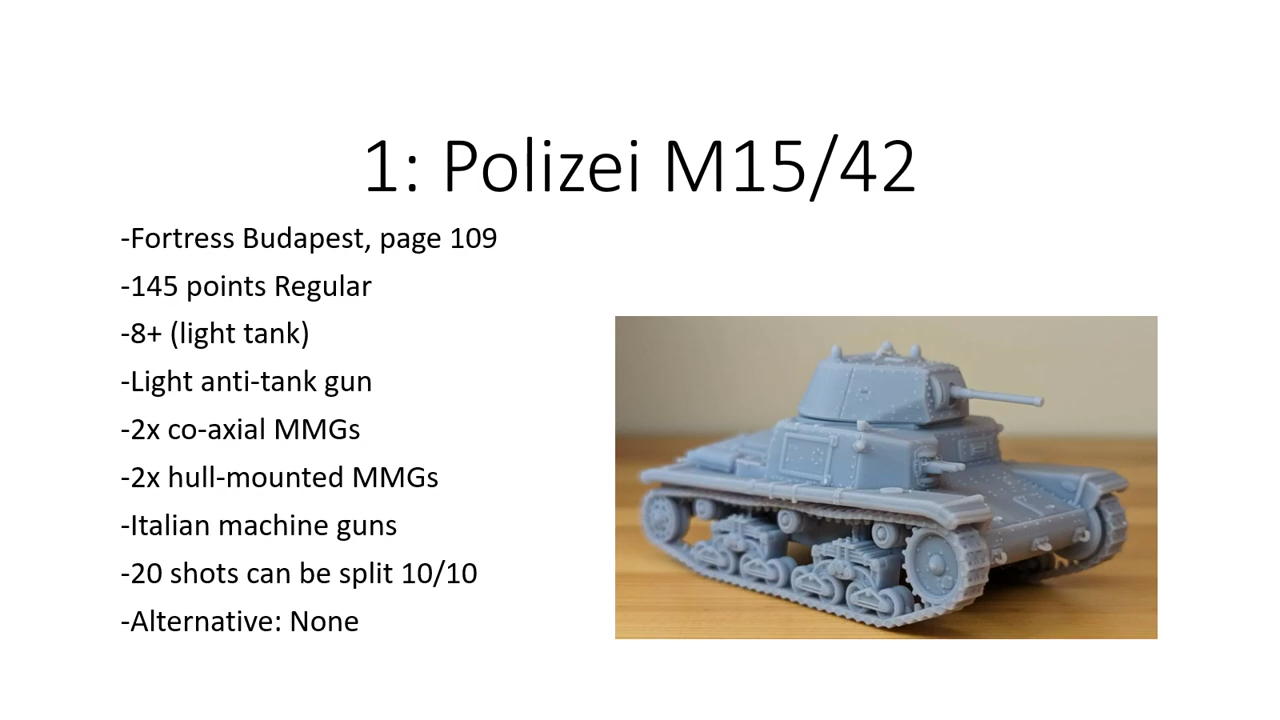 1: Polizei M15/42
-Fortress Budapest, page 109
-145 points Regular
-8+ (light tank)
-Light anti-tank gun
-2x co-axial MMGs
-2x hull-mounted MMGs
-Italian machine guns
-20 shots can be split 10/10
-Alternative: None